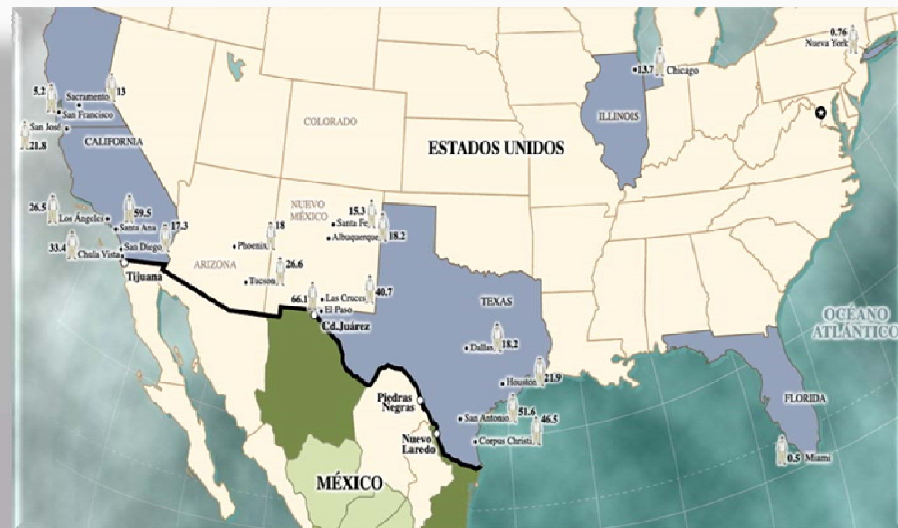 0.76
Nueva York
13.7 Chicago
5.2
Sacramento 13
San Francisco
San José
21.8
CALIFORNIA
COLORADO
ILLINOIS
ESTADOS UNIDOS
26.5 Los Ángeles
59.5
Santa Ana
17.3
San Diego
33.4
Chula Vista
Tijuana
NUEVO
MÉXICO
15.3
Santa Fe
Albuquerque 18.2
18
Phoenix
ARIZONA
26.6
Tucson
66.1
Las Cruces 40.7
El Paso
Cd.Juárez
TEXAS
Dallas 18.2
OCÉANO
ATLÁNTICO
Houston 21.9
Piedras
Negras
San Antonio 51.6
46.5
Corpus Christi
Nuevo
Laredo
FLORIDA
0.5 Miami
MÉXICO